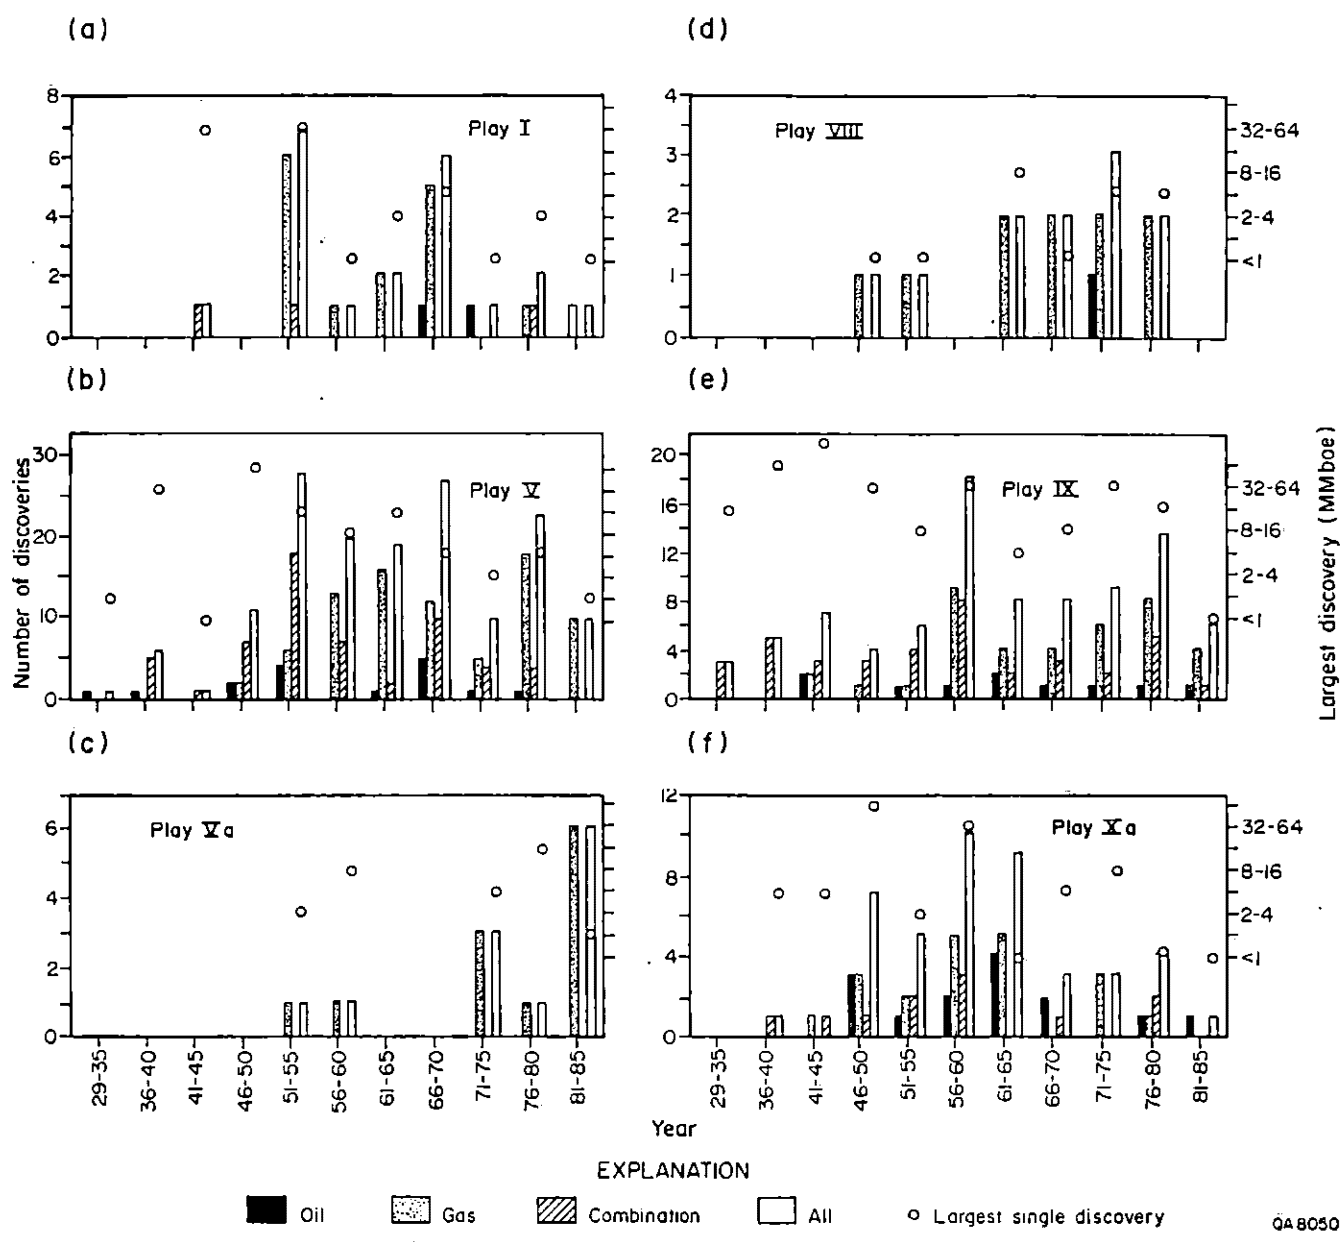 (a)
8
6
4
2
0
Play I
(d)
4
3
2
1
0
Play VIII
32-64
8-16
2-4
<1
(b)
30
20
10
0
Play V
(e)
20
16
12
8
4
0
Play IX
32-64
8-16
2-4
<1
Number of discoveries
Largest discovery (MMboe)
(c)
6
4
2
0
Play Va
29-35
36-40
41-45
46-50
51-55
56-60
61-65
66-70
71-75
76-80
81-85
(f)
12
8
4
0
Play Xa
32-64
8-16
2-4
<1
29-35
36-40
41-45
46-50
51-55
56-60
61-65
66-70
71-75
76-80
81-85
Year
EXPLANATION
Oil
Gas
Combination
All
Largest single discovery
QA8050